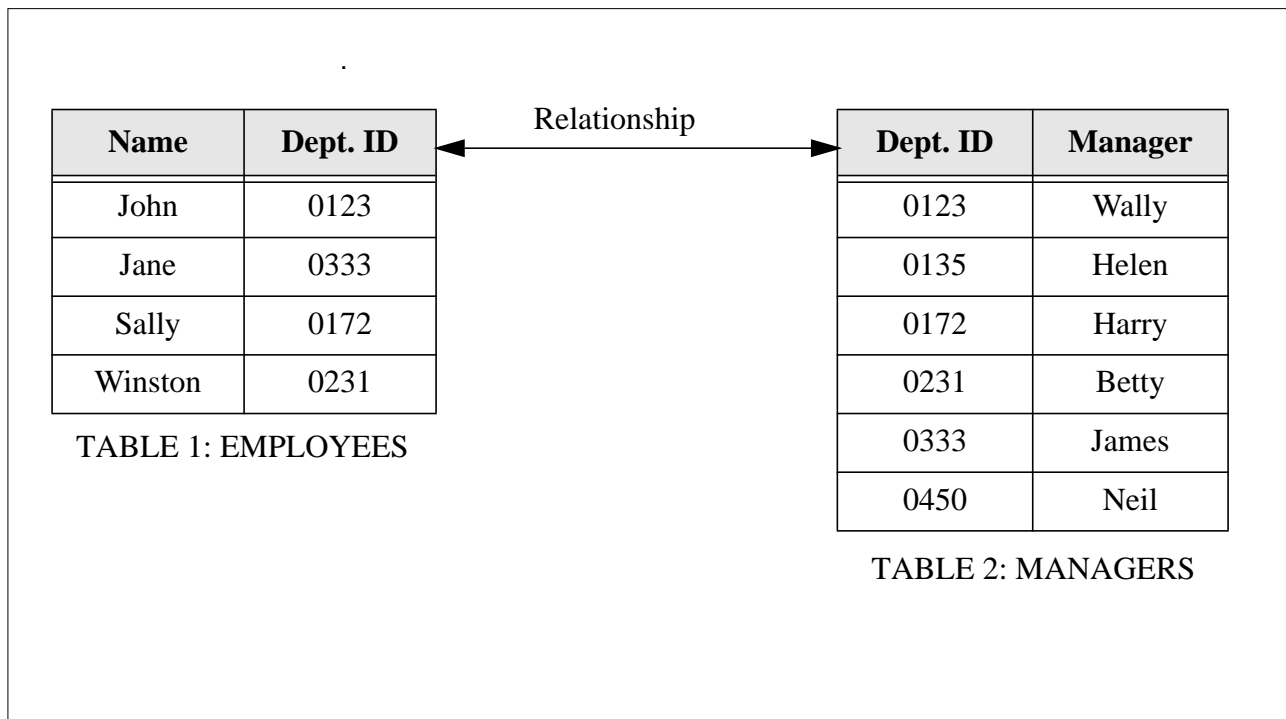 .
Relationship
Name Dept. ID
John 0123
Jane 0333
Sally 0172
Winston 0231
TABLE 1: EMPLOYEES
Dept. ID Manager
0123 Wally
0135 Helen
0172 Harry
0231 Betty
0333 James
0450 Neil
TABLE 2: MANAGERS